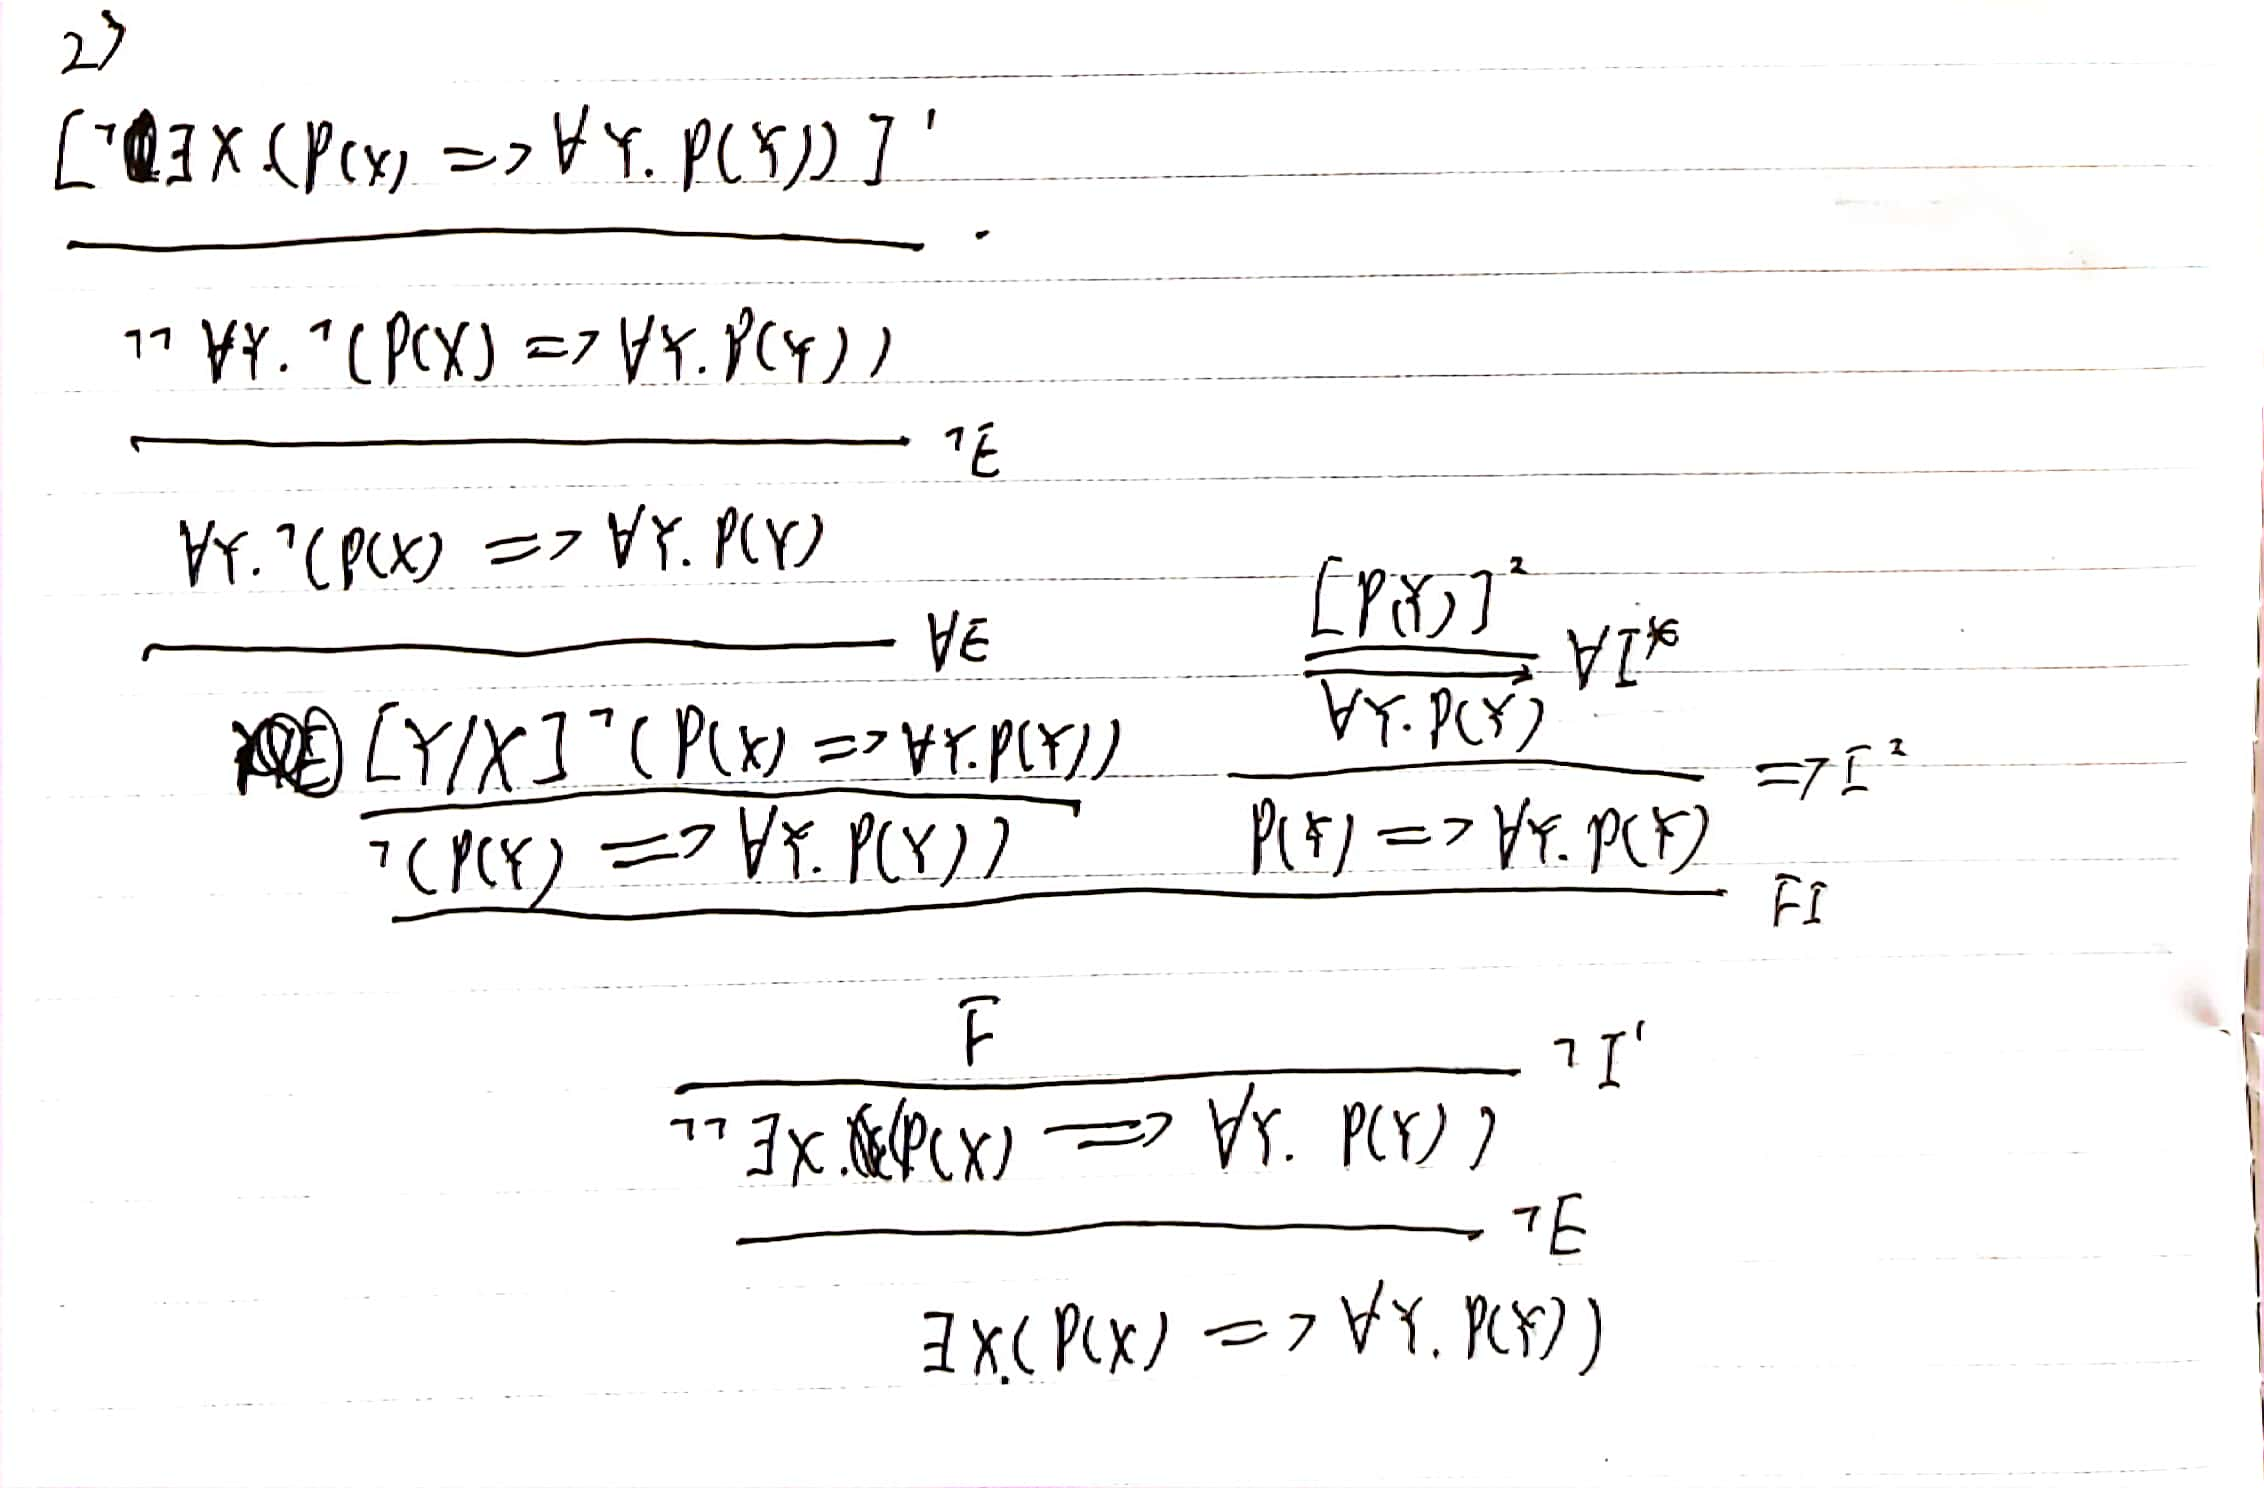 2)
[¬∃X(P(X) => ∀Y. P(Y))]¹
¬¬∀Y. ¬(P(X) => ∀Y. P(Y))
¬E
∀Y. ¬(P(X) => ∀Y. P(Y)
∀E
[P(Y)]²
∀I*
∀Y. P(Y)
[Y/X]¬(P(X) => ∀Y. P(Y))
=>I²
¬(P(Y) => ∀Y. P(Y))
P(Y) => ∀Y. P(Y)
FI
F
¬I¹
¬¬∃X. (P(X) => ∀Y. P(Y))
¬E
∃X.(P(X) => ∀Y. P(Y))